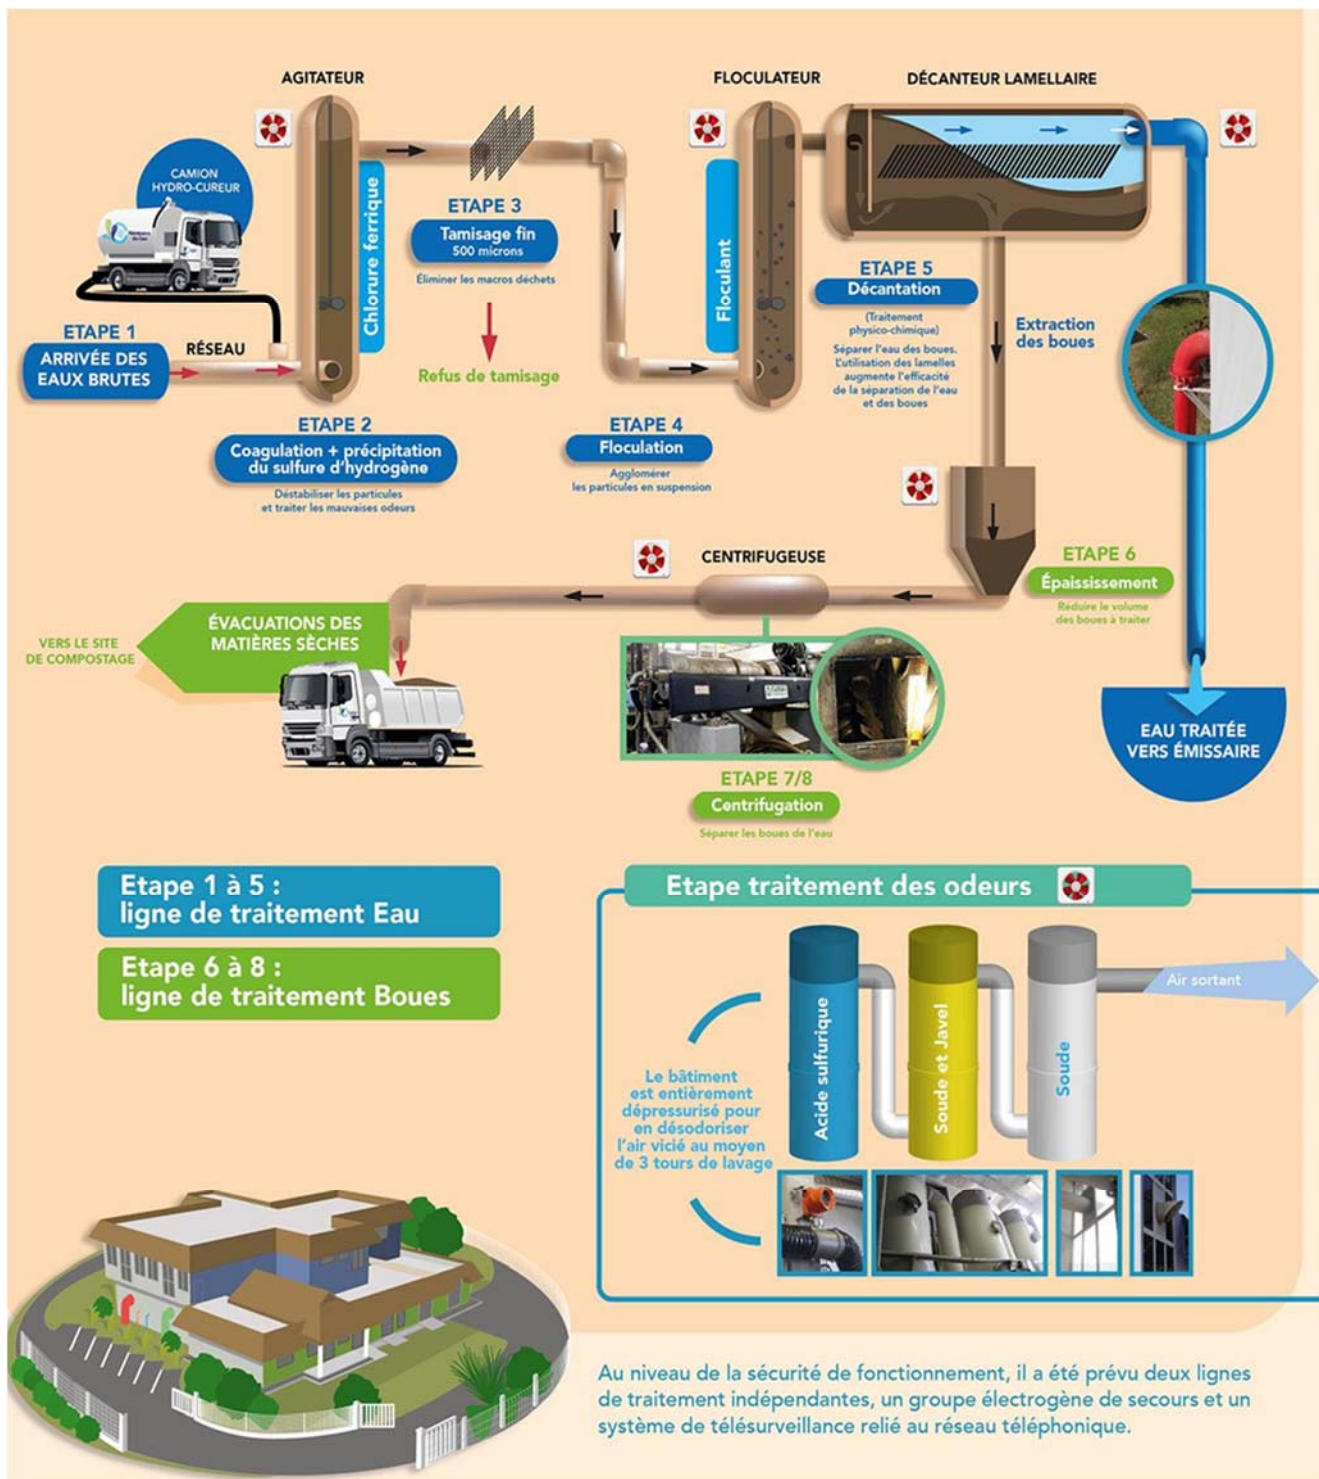 AGITATEUR
FLOCULATEUR
DÉCANTEUR LAMELLAIRE
CAMION
HYDRO-CUREUR
Chlorure ferrique
ETAPE 3
Tamisage fin
500 microns
Éliminer les macros déchets
Refus de tamisage
Floculant
ETAPE 5
Décantation
(Traitement
physico-chimique)
Séparer l'eau des boues.
L'utilisation des lamelles
augmente l'efficacité
de la séparation de l'eau
et des boues
Extraction
des boues
ETAPE 1
ARRIVÉE DES
EAUX BRUTES
RÉSEAU
ETAPE 2
Coagulation + précipitation
du sulfure d'hydrogène
Déstabiliser les particules
et traiter les mauvaises odeurs
ETAPE 4
Floculation
Agglomérer
les particules en suspension
CENTRIFUGEUSE
ETAPE 6
Épaississement
Réduire le volume
des boues à traiter
VERS LE SITE
DE COMPOSTAGE
ÉVACUATIONS DES
MATIÈRES SÈCHES
ETAPE 7/8
Centrifugation
Séparer les boues de l'eau
EAU TRAITÉE
VERS ÉMISSAIRE
Etape 1 à 5 :
ligne de traitement Eau
Etape 6 à 8 :
ligne de traitement Boues
Etape traitement des odeurs
Le bâtiment
est entièrement
dépressurisé pour
en désodoriser
l'air vicié au moyen
de 3 tours de lavage
Acide sulfurique
Soude et Javel
Soude
Air sortant
Au niveau de la sécurité de fonctionnement, il a été prévu deux lignes
de traitement indépendantes, un groupe électrogène de secours et un
système de télésurveillance relié au réseau téléphonique.